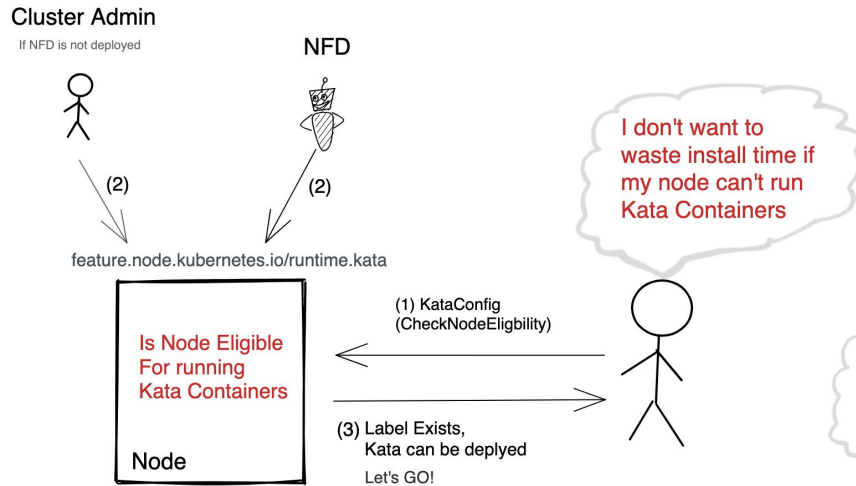 Cluster Admin
If NFD is not deployed
NFD
(2)
(2)
feature.node.kubernetes.io/runtime.kata
I don't want to
waste install time if
my node can't run
Kata Containers
(1) KataConfig
(CheckNodeEligbility)
Is Node Eligible
For running
Kata Containers
Node
(3) Label Exists,
Kata can be deplyed
Let's GO!